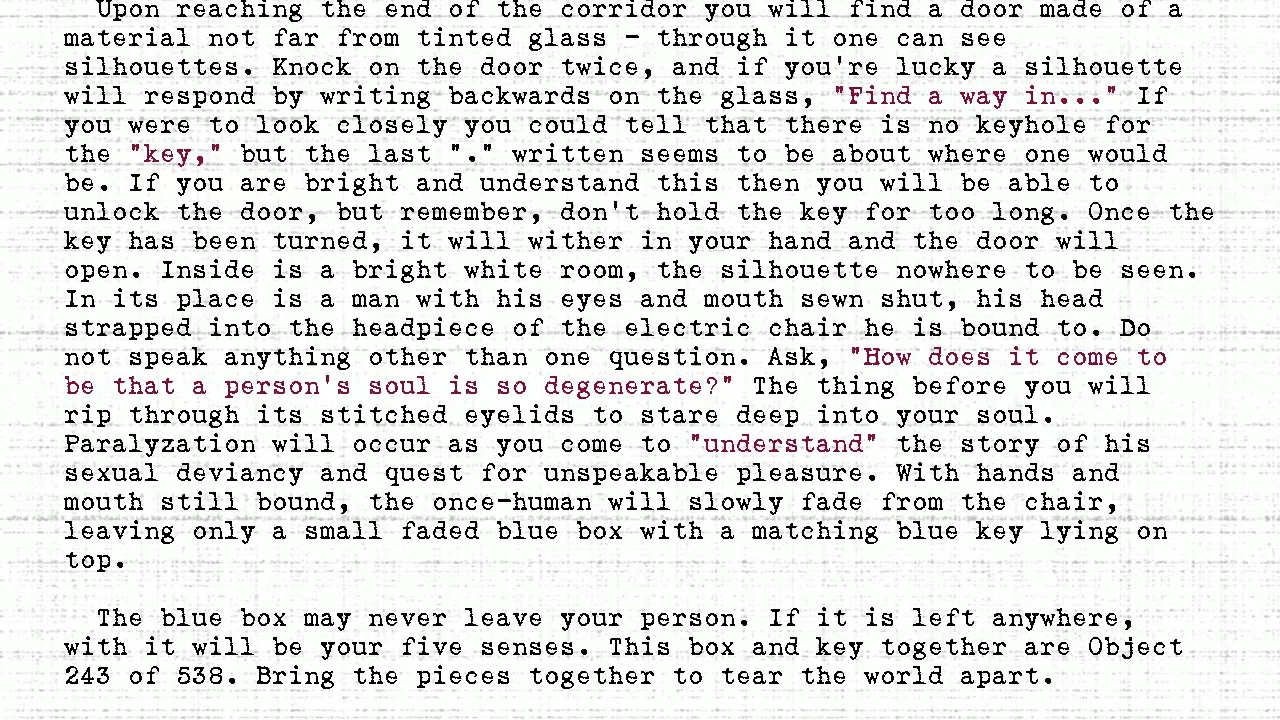 Upon reaching the end of the corridor you will find a door made of a
material not far from tinted glass - through it one can see
silhouettes. Knock on the door twice, and if you're lucky a silhouette
will respond by writing backwards on the glass, "Find a way in..." If
you were to look closely you could tell that there is no keyhole for
the "key," but the last "." written seems to be about where one would
be. If you are bright and understand this then you will be able to
unlock the door, but remember, don't hold the key for too long. Once the
key has been turned, it will wither in your hand and the door will
open. Inside is a bright white room, the silhouette nowhere to be seen.
In its place is a man with his eyes and mouth sewn shut, his head
strapped into the headpiece of the electric chair he is bound to. Do
not speak anything other than one question. Ask, "How does it come to
be that a person's soul is so degenerate?" The thing before you will
rip through its stitched eyelids to stare deep into your soul.
Paralyzation will occur as you come to "understand" the story of his
sexual deviancy and quest for unspeakable pleasure. With hands and
mouth still bound, the once-human will slowly fade from the chair,
leaving only a small faded blue box with a matching blue key lying on
top.
The blue box may never leave your person. If it is left anywhere,
with it will be your five senses. This box and key together are Object
243 of 538. Bring the pieces together to tear the world apart.